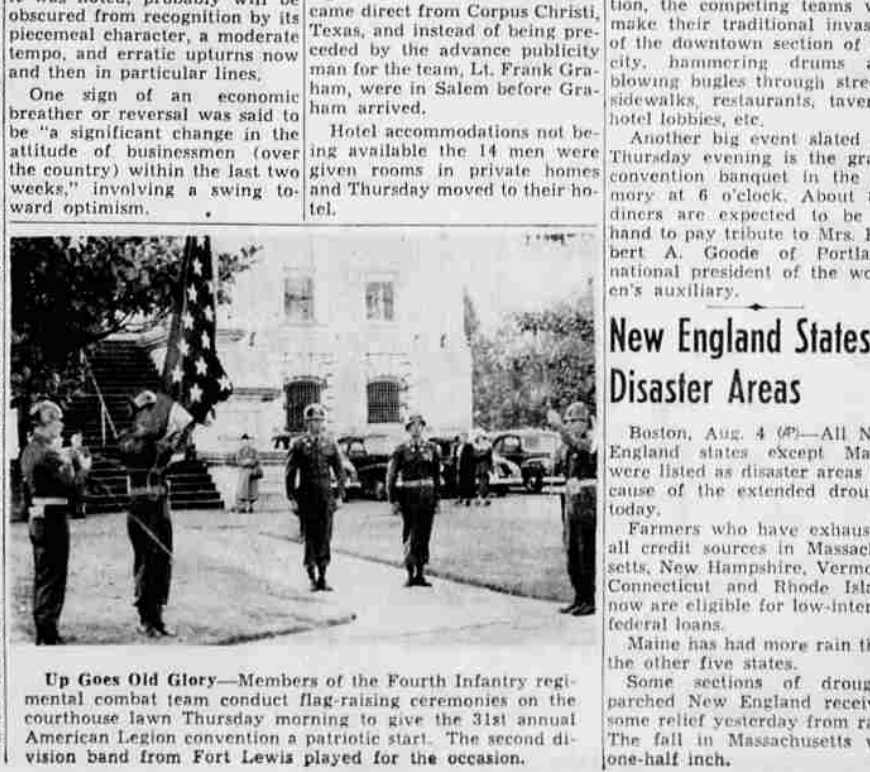 obscured from recognition by its
piecemeal character, a moderate
tempo, and erratic upturns now
and then in particular lines.
One sign of an economic
breather or reversal was said to
be "a significant change in the
attitude of businessmen (over
the country) within the last two
weeks," involving a swing to-
ward optimism.
came direct from Corpus Christi,
Texas, and instead of being pre-
ceded by the advance publicity
man for the team, Lt. Frank Gra-
ham, were in Salem before Gra-
ham arrived.
Hotel accommodations not be-
ing available the 14 men were
given rooms in private homes
and Thursday moved to their ho-
tel.
Up Goes Old Glory—Members of the Fourth Infantry regi-
mental combat team conduct flag-raising ceremonies on the
courthouse lawn Thursday morning to give the 31st annual
American Legion convention a patriotic start. The second di-
vision band from Fort Lewis played for the occasion.
tion, the competing teams
make their traditional
of the downtown section of
city, hammering drums
blowing bugles through
sidewalks, restaurants,
hotel lobbies, etc.
Another big event slated
Thursday evening is the
convention banquet in the
mory at 6 o'clock. About
diners are expected to be
hand to pay tribute to Mrs.
bert A. Goode of
national president of the
en's auxiliary.
New England States
Disaster Areas
Boston, Aug. 4 (AP)—All
England states except
were listed as disaster areas
cause of the extended
today.
Farmers who have
all credit sources in
setts, New Hampshire,
Connecticut and Rhode
now are eligible for
federal loans.
Maine has had more rain
the other five states.
Some sections of
parched New England
some relief yesterday from
The fall in Massachusetts
one-half inch.